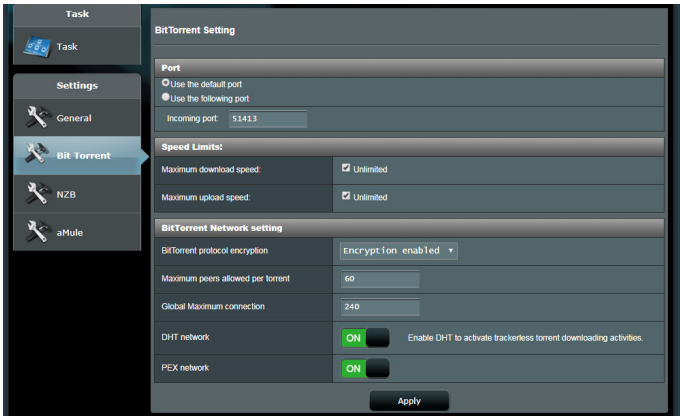 Task
Task
Settings
General
Bit Torrent
NZB
aMule
BitTorrent Setting
Port
Use the default port
Use the following port
Incoming port: 51413
Speed Limits:
Maximum download speed: Unlimited
Maximum upload speed: Unlimited
BitTorrent Network setting
BitTorrent protocol encryption Encryption enabled
Maximum peers allowed per torrent 60
Global Maximum connection 240
DHT network ON Enable DHT to activate trackerless torrent downloading activities.
PEX network ON
Apply